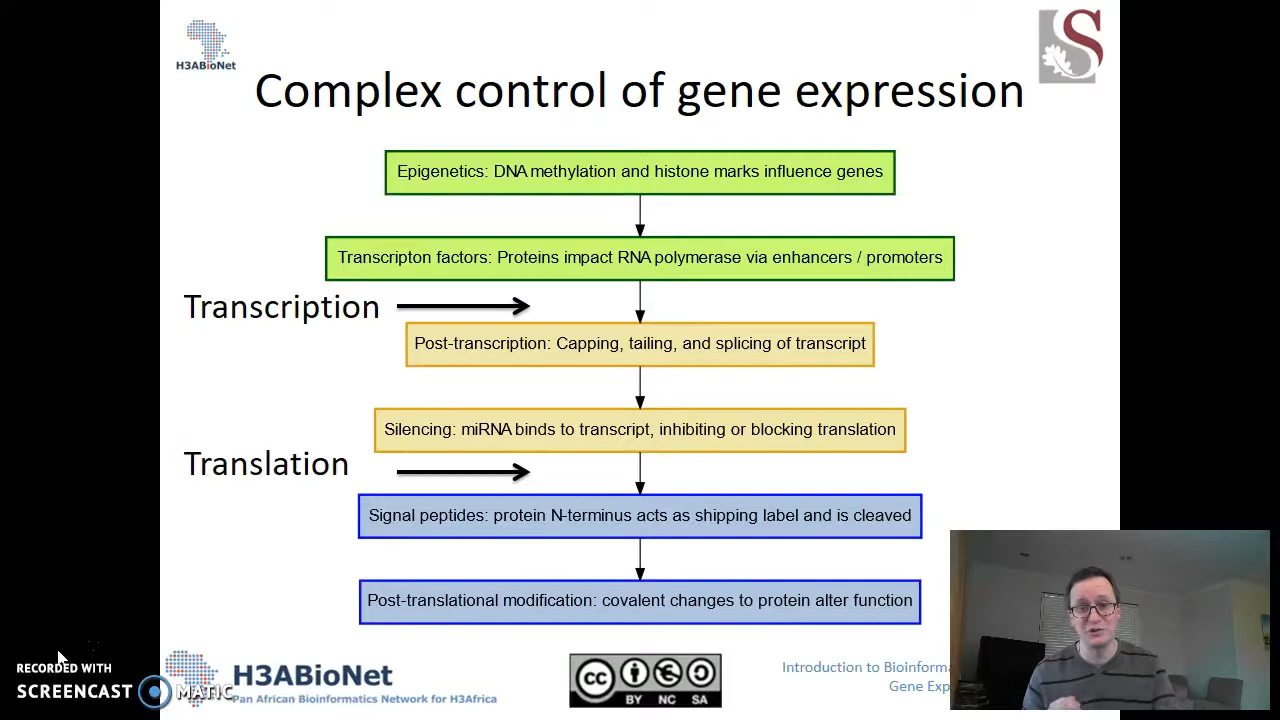 H3ABioNet
S
Complex control of gene expression
Epigenetics: DNA methylation and histone marks influence genes
Transcripton factors: Proteins impact RNA polymerase via enhancers / promoters
Transcription
Post-transcription: Capping, tailing, and splicing of transcript
Silencing: miRNA binds to transcript, inhibiting or blocking translation
Translation
Signal peptides: protein N-terminus acts as shipping label and is cleaved
Post-translational modification: covalent changes to protein alter function
RECORDED WITH
SCREENCAST MATIC
H3ABioNet
Pan African Bioinformatics Network for H3Africa
cc
BY NC SA
Introduction to
Gene